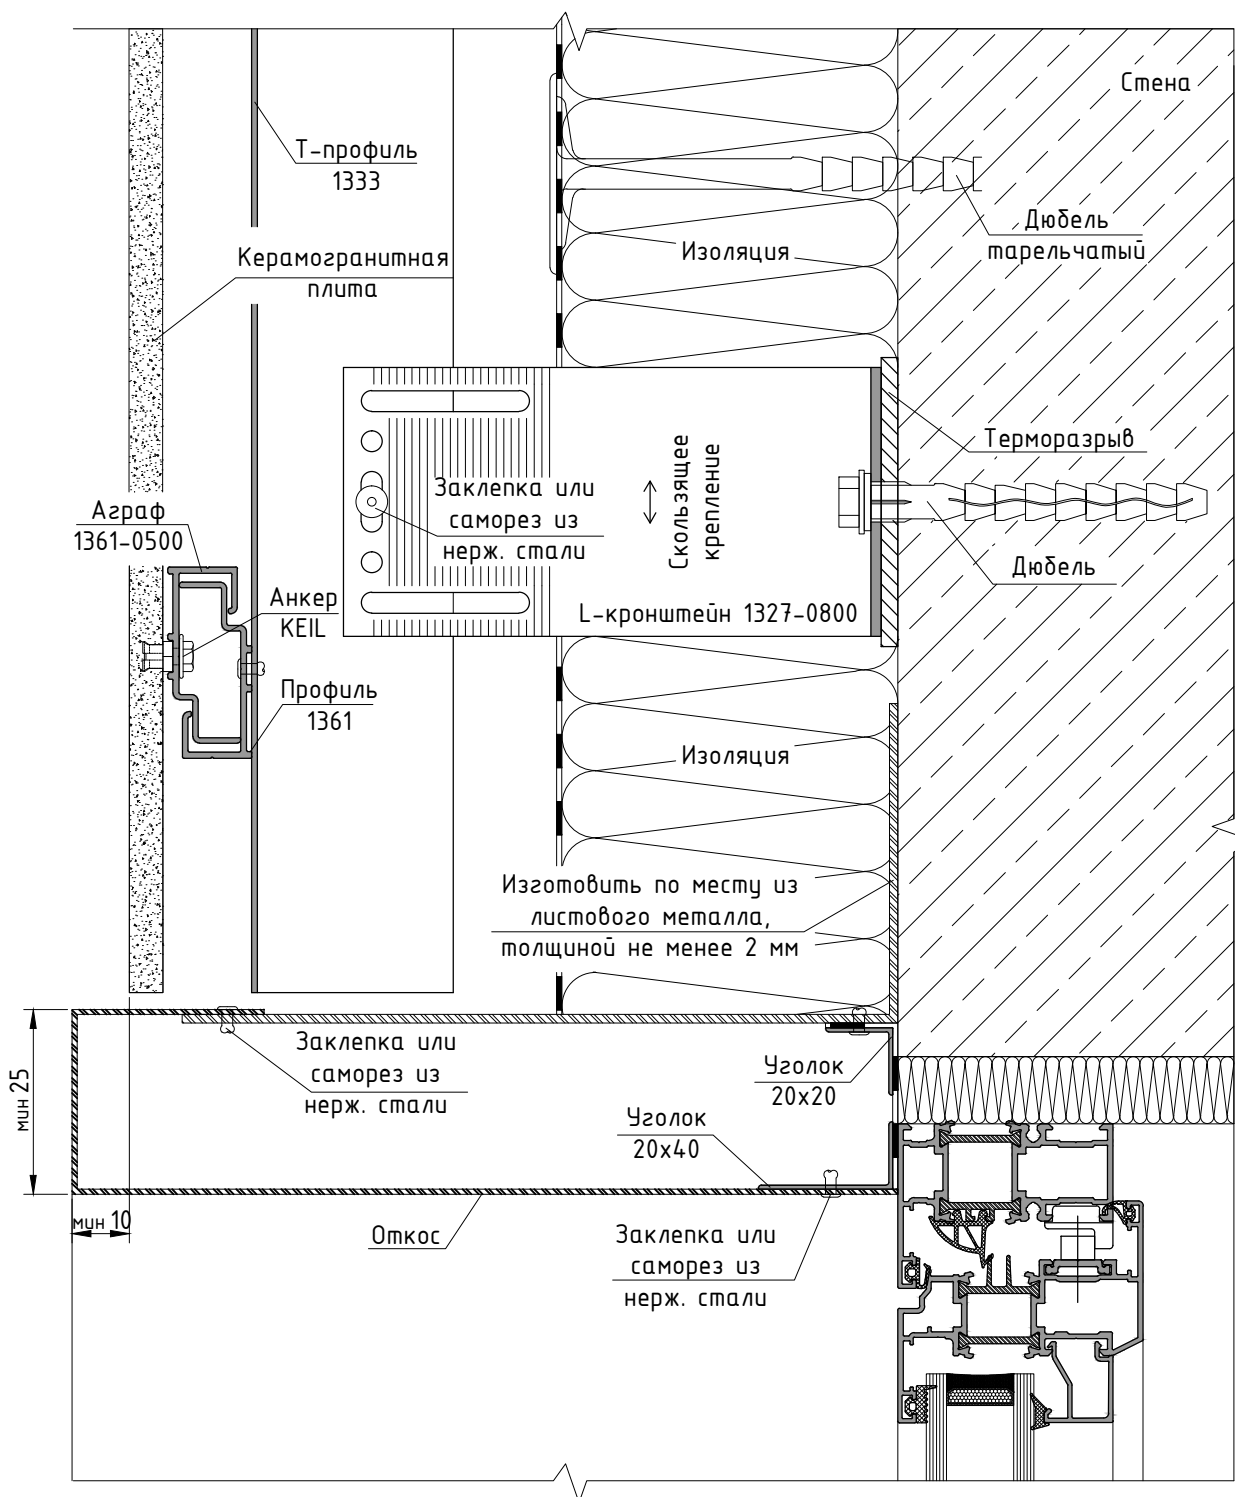 Стена
Т-профиль
1333
Дюбель
тарельчатый
Изоляция
Керамогранитная
плита
Терморазрыв
Скользящее
крепление
Заклепка или
саморез из
нерж. стали
Аграф
1361-0500
Дюбель
Анкер
KEIL
L-кронштейн 1327-0800
Профиль
1361
Изоляция
Изготовить по месту из
листового металла,
толщиной не менее 2 мм
Заклепка или
саморез из
нерж. стали
Уголок
20х20
мин 25
Уголок
20х40
мин 10
Откос
Заклепка или
саморез из
нерж. стали